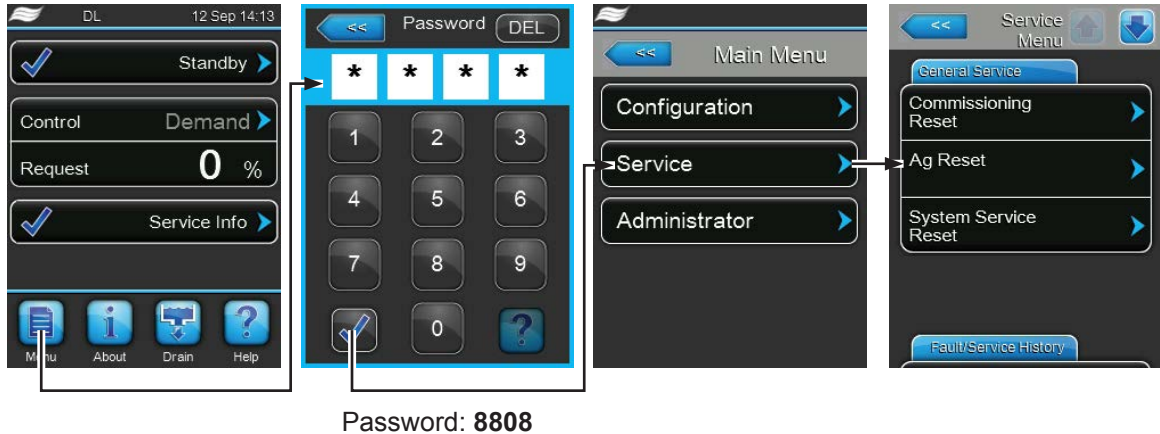 DL 12 Sep 14:13
Standby
Control Demand
Request 0 %
Service Info
Menu About Drain Help
<< Password DEL
* * * *
1 2 3
4 5 6
7 8 9
0 ?
<< Main Menu
Configuration
Service
Administrator
<< Service
Menu
General Service
Commissioning
Reset
Ag Reset
System Service
Reset
Fault/Service History
Password: 8808